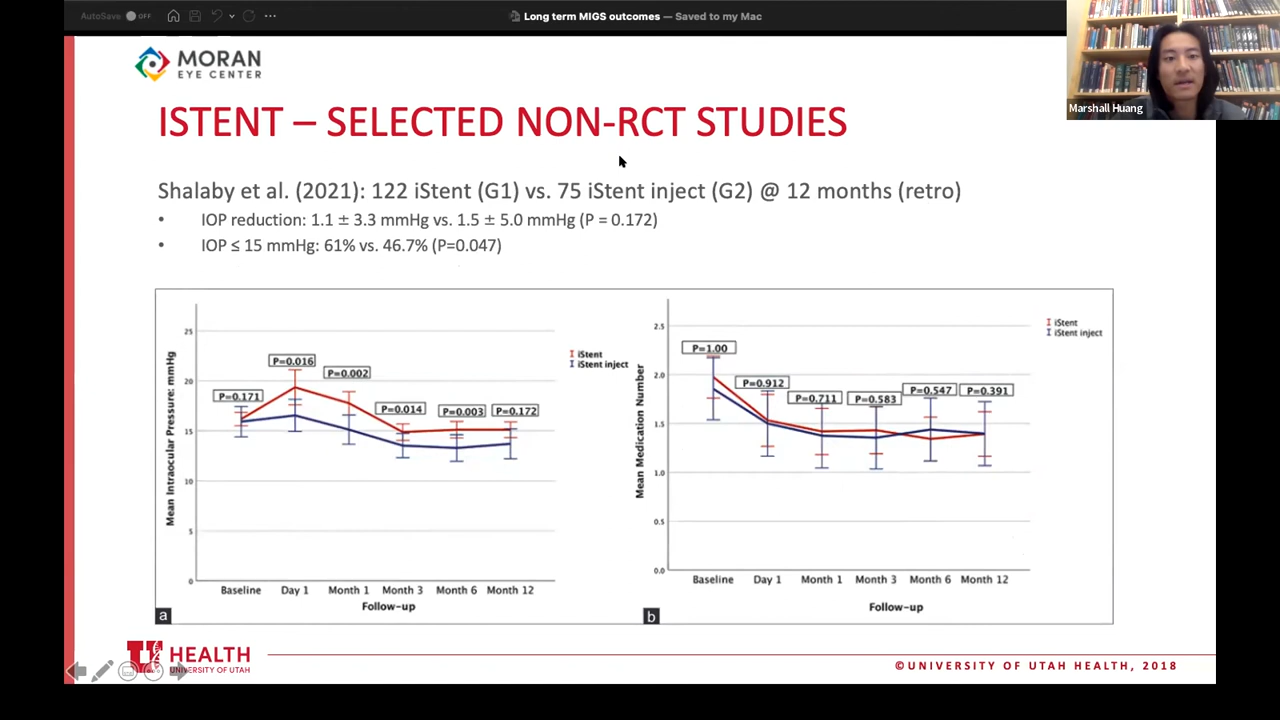 AutoSave OFF
Long term MIGS outcomes — Saved to my Mac
Marshall Huang
MORAN
EYE CENTER
ISTENT – SELECTED NON-RCT STUDIES
Shalaby et al. (2021): 122 iStent (G1) vs. 75 iStent inject (G2) @ 12 months (retro)
• IOP reduction: 1.1 ± 3.3 mmHg vs. 1.5 ± 5.0 mmHg (P = 0.172)
• IOP ≤ 15 mmHg: 61% vs. 46.7% (P=0.047)
Mean Intraocular Pressure: mmHg
25
20
15
10
5
0
P=0.171
P=0.016
P=0.002
P=0.014
P=0.003
P=0.172
iStent
iStent inject
Baseline Day 1 Month 1 Month 3 Month 6 Month 12
Follow-up
a
Mean Medication Number
2.5
2.0
1.5
1.0
0.5
0.0
P=1.00
P=0.912
P=0.711
P=0.583
P=0.547
P=0.391
iStent
iStent inject
Baseline Day 1 Month 1 Month 3 Month 6 Month 12
Follow-up
b
U HEALTH
UNIVERSITY OF UTAH
©UNIVERSITY OF UTAH HEALTH, 2018